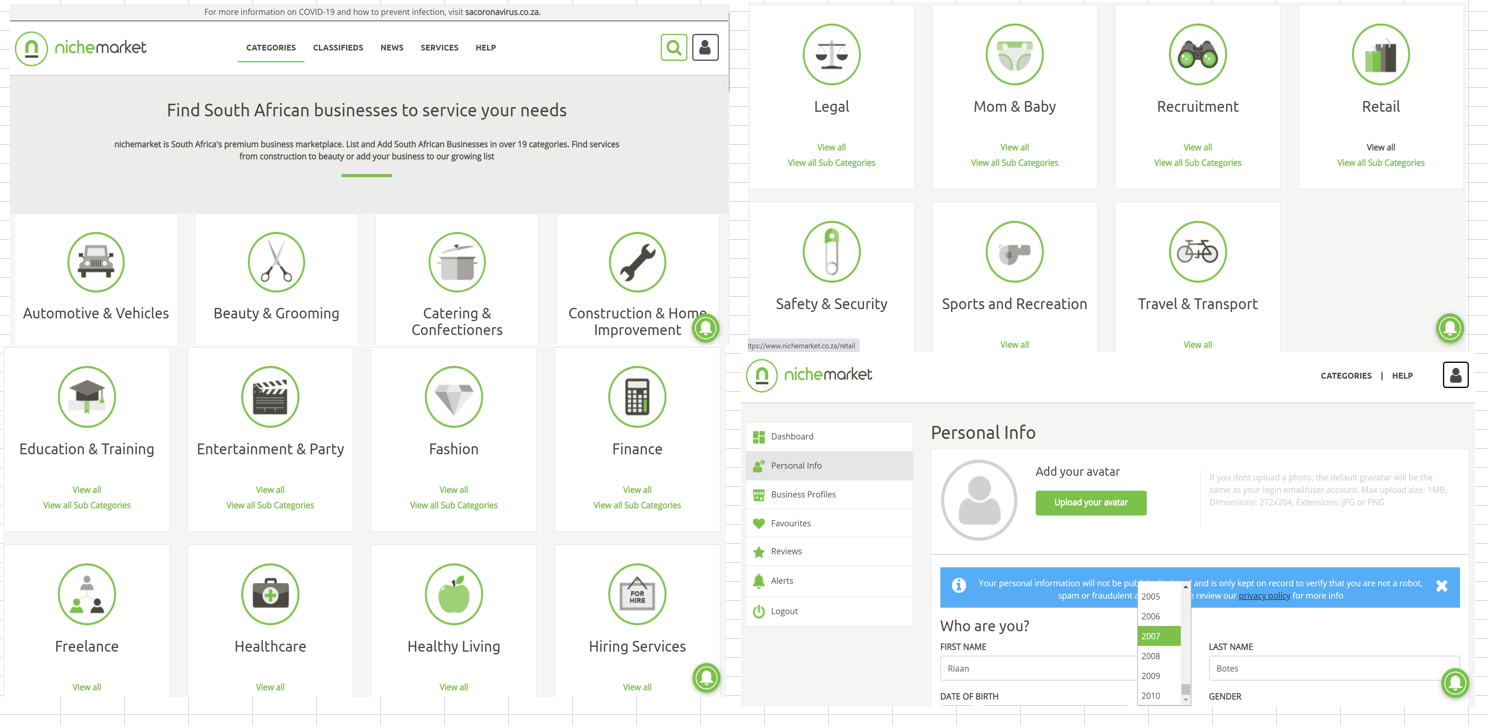 For more information on COVID-19 and how to prevent infection, visit sacoronavirus.co.za.
nichemarket
CATEGORIES CLASSIFIEDS NEWS SERVICES HELP
Find South African businesses to service your needs
nichemarket is South Africa's premium business marketplace. List and Add South African Businesses in over 19 categories. Find services
from construction to beauty or add your business to our growing list
Automotive & Vehicles
Beauty & Grooming
Catering &
Confectioners
Construction & Home
Improvement
Education & Training
View all
View all Sub Categories
Entertainment & Party
View all
View all Sub Categories
Fashion
View all
View all Sub Categories
Finance
View all
View all Sub Categories
Freelance
View all
Healthcare
View all
Healthy Living
View all
FOR
HIRE
Hiring Services
View all
Legal
View all
View all Sub Categories
Mom & Baby
View all
View all Sub Categories
Recruitment
View all
View all Sub Categories
Retail
View all
View all Sub Categories
Safety & Security
Sports and Recreation
View all
Travel & Transport
View all
ttps://www.nichemarket.co.za/retail
nichemarket
CATEGORIES | HELP
Dashboard
Personal Info
Business Profiles
Favourites
Reviews
Alerts
Logout
Personal Info
Add your avatar
Upload your avatar
If you dont upload a photo, the default gravatar will be the
same as your login email/user account. Max upload size: 1MB,
Dimensions: 272x204, Extensions: JPG or PNG
Your personal information will not be and is only kept on record to verify that you are not a robot,
spam or fraudulent review our privacy policy for more info
Who are you?
FIRST NAME
Riaan
LAST NAME
Botes
DATE OF BIRTH
GENDER
2005
2006
2007
2008
2009
2010